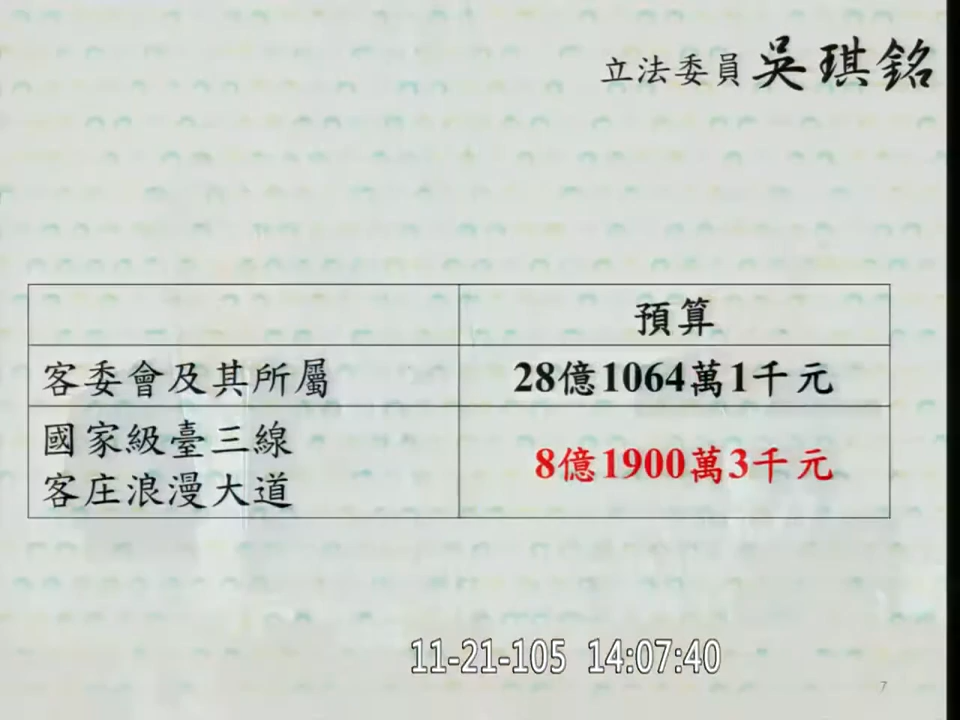 立法委員 吳琪銘
預算
客委會及其所屬 28億1064萬1千元
國家級臺三線
客庄浪漫大道
8億1900萬3千元
11-21-105 14:07:40
7